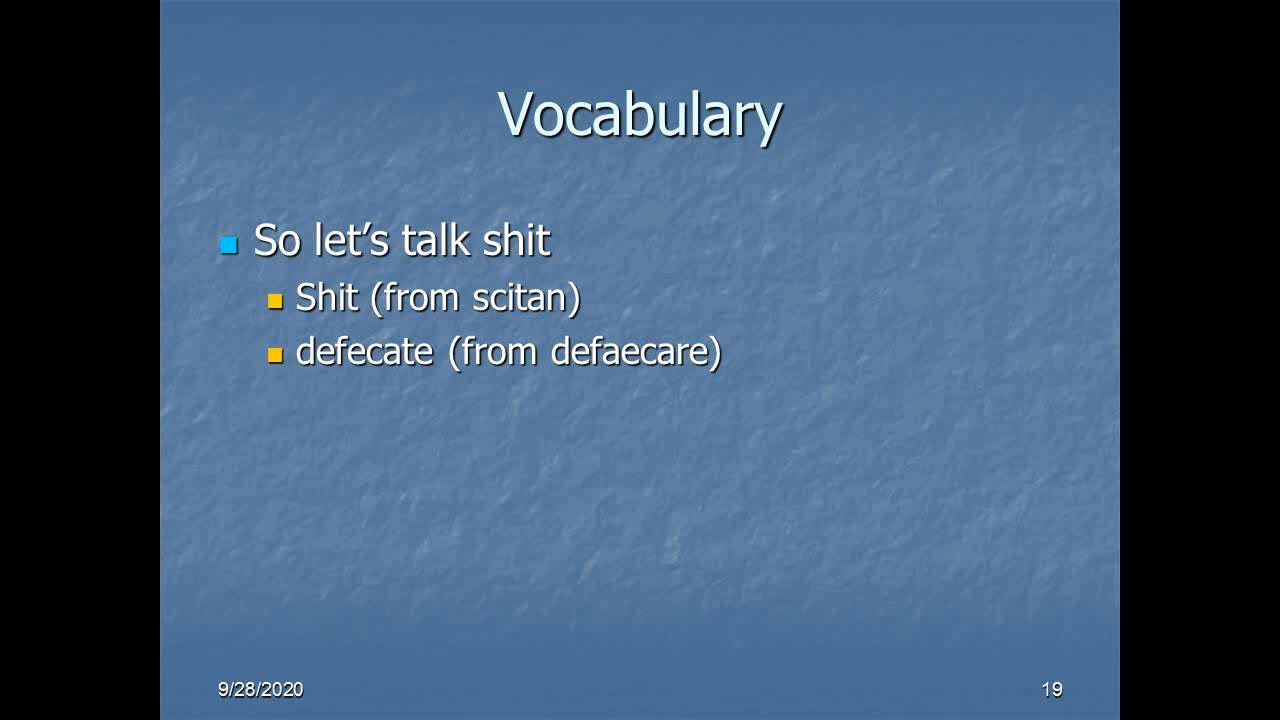 Vocabulary
So let’s talk shit
Shit (from scitan)
defecate (from defaecare)
9/28/2020
19